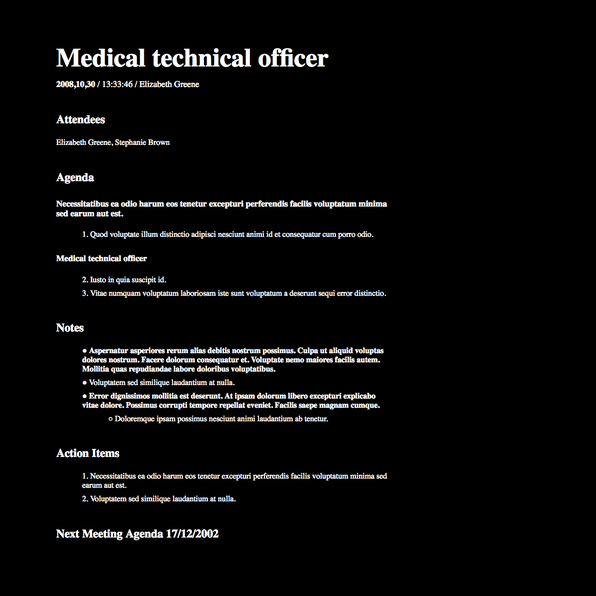 Medical technical officer
2008,10,30 / 13:33:46 / Elizabeth Greene
Attendees
Elizabeth Greene, Stephanie Brown
Agenda
Necessitatibus ea odio harum eos tenetur excepturi perferendis facilis voluptatum minima
sed earum aut est.
1. Quod voluptate illum distinctio adipisci nesciunt animi id et consequatur cum porro odio.
Medical technical officer
2. Iusto in quia suscipit id.
3. Vitae numquam voluptatum laboriosam iste sunt voluptatum a deserunt sequi error distinctio.
Notes
● Aspernatur asperiores rerum alias debitis nostrum possimus. Culpa ut aliquid voluptas
dolores nostrum. Facere dolorum consequatur et. Voluptate nemo maiores facilis autem.
Mollitia quas repudiandae labore doloribus voluptatibus.
● Voluptatem sed similique laudantium at nulla.
● Error dignissimos mollitia est deserunt. At ipsam dolorum libero excepturi explicabo
vitae dolore. Possimus corrupti tempore repellat eveniet. Facilis saepe magnam cumque.
○ Doloremque ipsam possimus nesciunt animi laudantium ab tenetur.
Action Items
1. Necessitatibus ea odio harum eos tenetur excepturi perferendis facilis voluptatum minima sed
earum aut est.
2. Voluptatem sed similique laudantium at nulla.
Next Meeting Agenda 17/12/2002